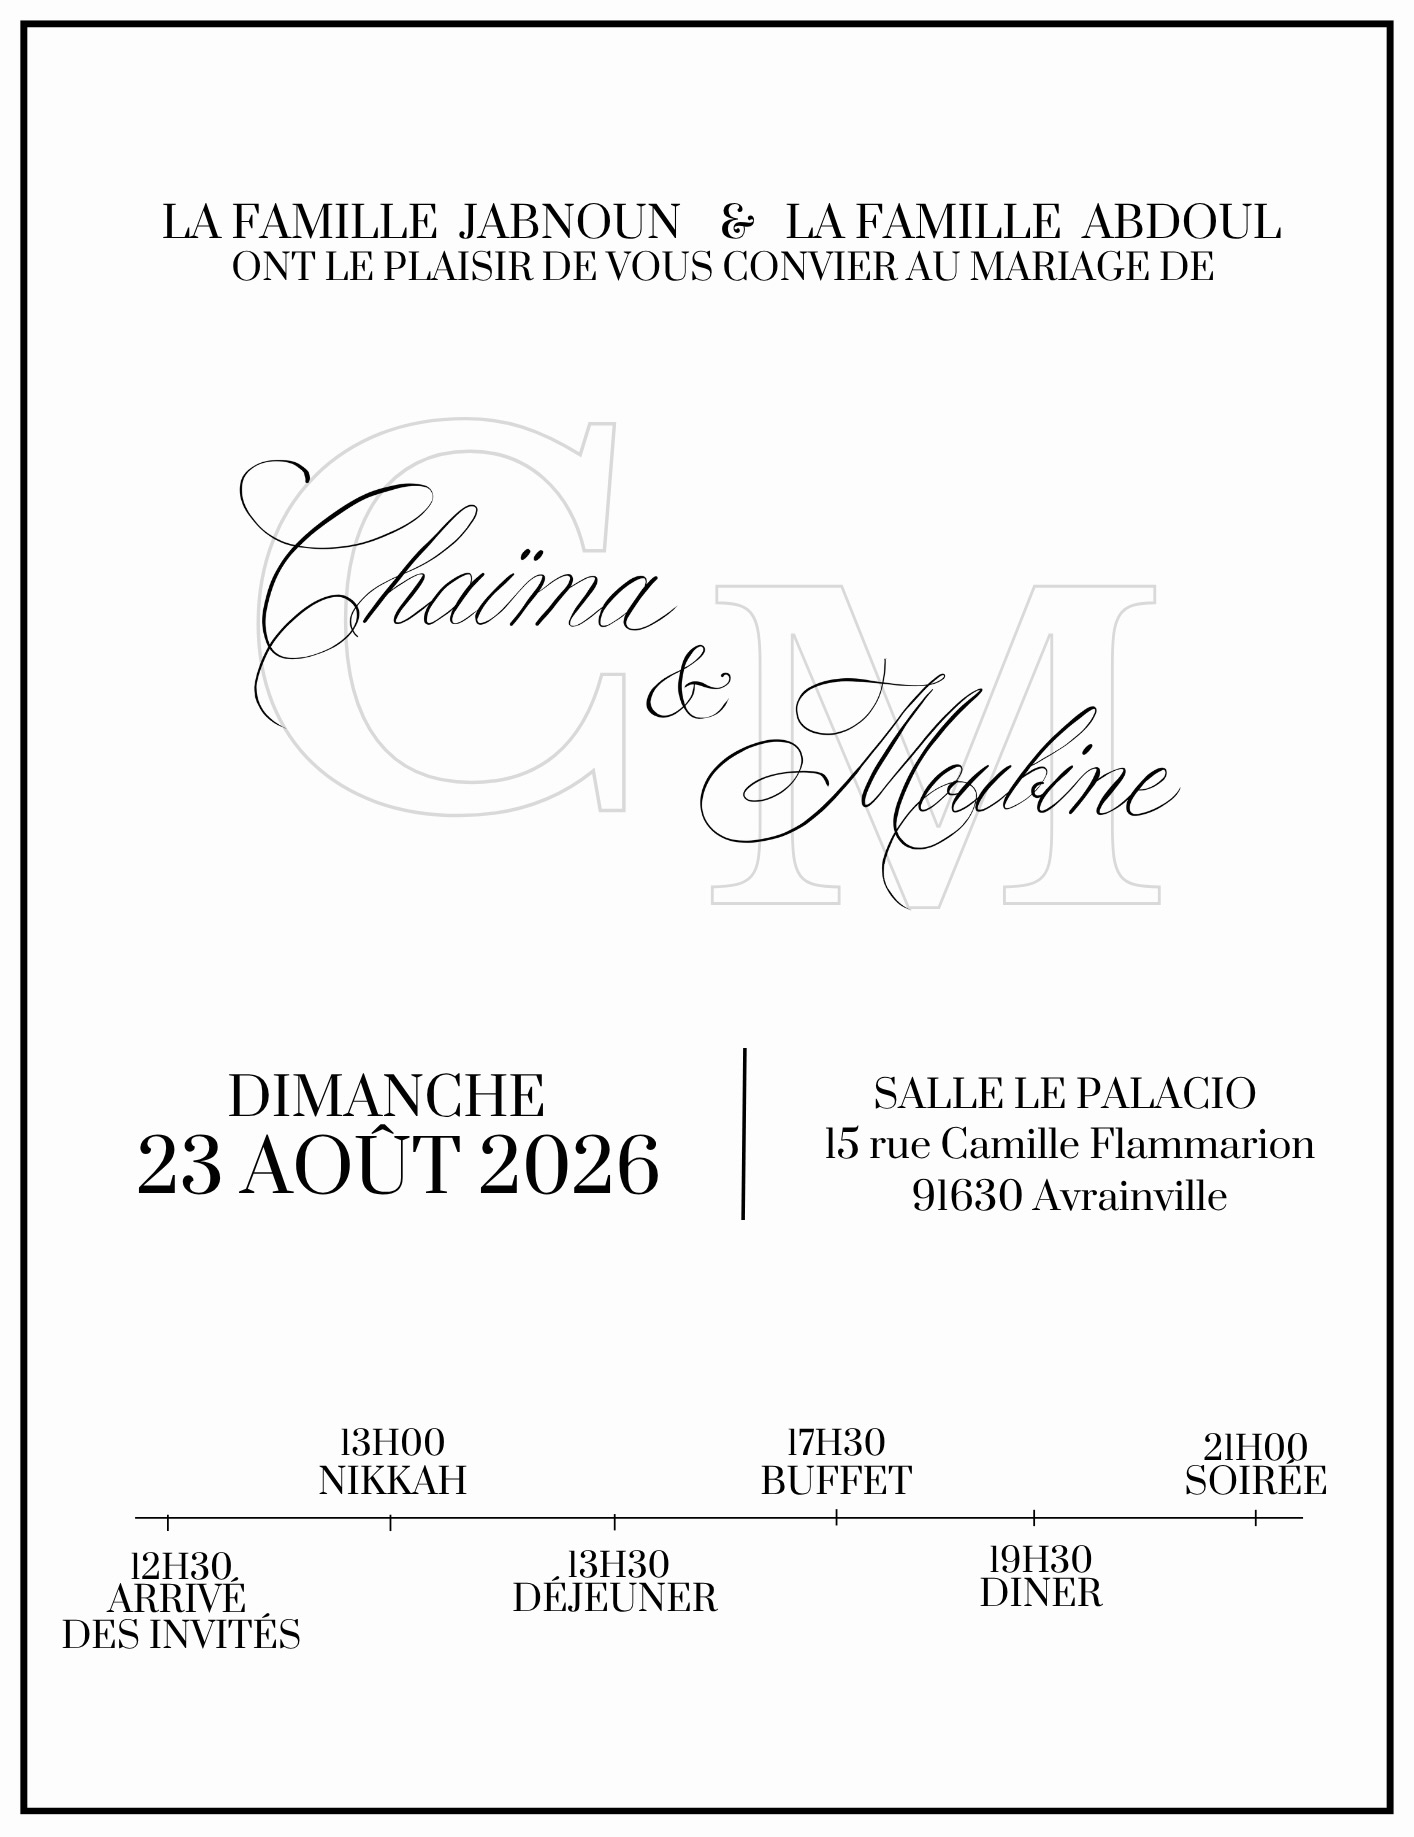 LA FAMILLE JABNOUN & LA FAMILLE ABDOUL
ONT LE PLAISIR DE VOUS CONVIER AU MARIAGE DE
C
Chaïma
&
M
Moubine
DIMANCHE
23 AOÛT 2026
SALLE LE PALACIO
15 rue Camille Flammarion
91630 Avrainville
12H30
ARRIVÉ
DES INVITÉS
13H00
NIKKAH
13H30
DÉJEUNER
17H30
BUFFET
19H30
DINER
21H00
SOIRÉE